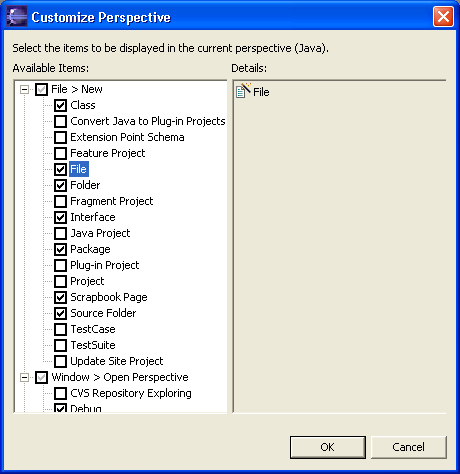 Customize Perspective
Select the items to be displayed in the current perspective (Java).
Available Items:
Details:
File > New
File
Class
Convert Java to Plug-in Projects
Extension Point Schema
Feature Project
File
Folder
Fragment Project
Interface
Java Project
Package
Plug-in Project
Project
Scrapbook Page
Source Folder
TestCase
TestSuite
Update Site Project
Window > Open Perspective
CVS Repository Exploring
Debug
OK
Cancel